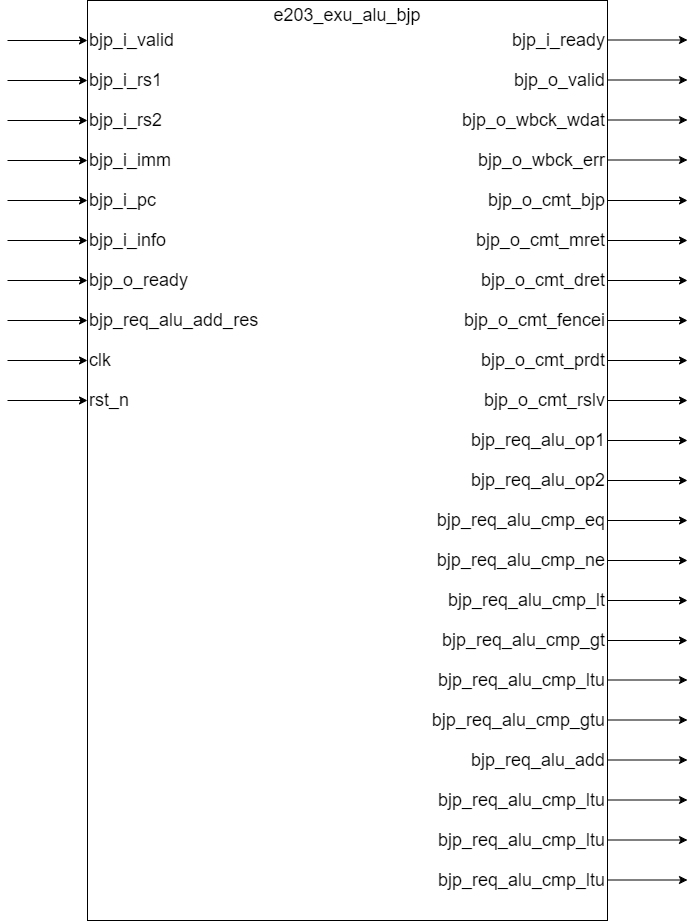 e203_exu_alu_bjp
bjp_i_valid
bjp_i_rs1
bjp_i_rs2
bjp_i_imm
bjp_i_pc
bjp_i_info
bjp_o_ready
bjp_req_alu_add_res
clk
rst_n
bjp_i_ready
bjp_o_valid
bjp_o_wbck_wdat
bjp_o_wbck_err
bjp_o_cmt_bjp
bjp_o_cmt_mret
bjp_o_cmt_dret
bjp_o_cmt_fencei
bjp_o_cmt_prdt
bjp_o_cmt_rslv
bjp_req_alu_op1
bjp_req_alu_op2
bjp_req_alu_cmp_eq
bjp_req_alu_cmp_ne
bjp_req_alu_cmp_lt
bjp_req_alu_cmp_gt
bjp_req_alu_cmp_ltu
bjp_req_alu_cmp_gtu
bjp_req_alu_add
bjp_req_alu_cmp_ltu
bjp_req_alu_cmp_ltu
bjp_req_alu_cmp_ltu